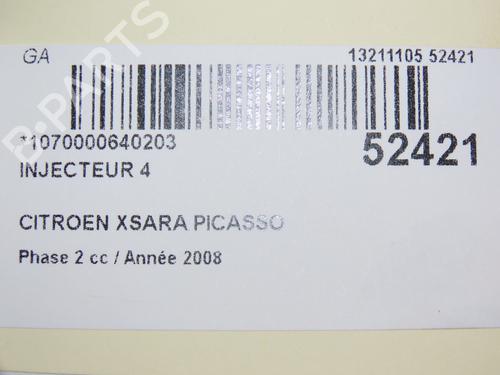 GA
13211105 52421
*1070000640203
52421
INJECTEUR 4
CITROEN XSARA PICASSO
Phase 2 cc / Année 2008
B-PARTS